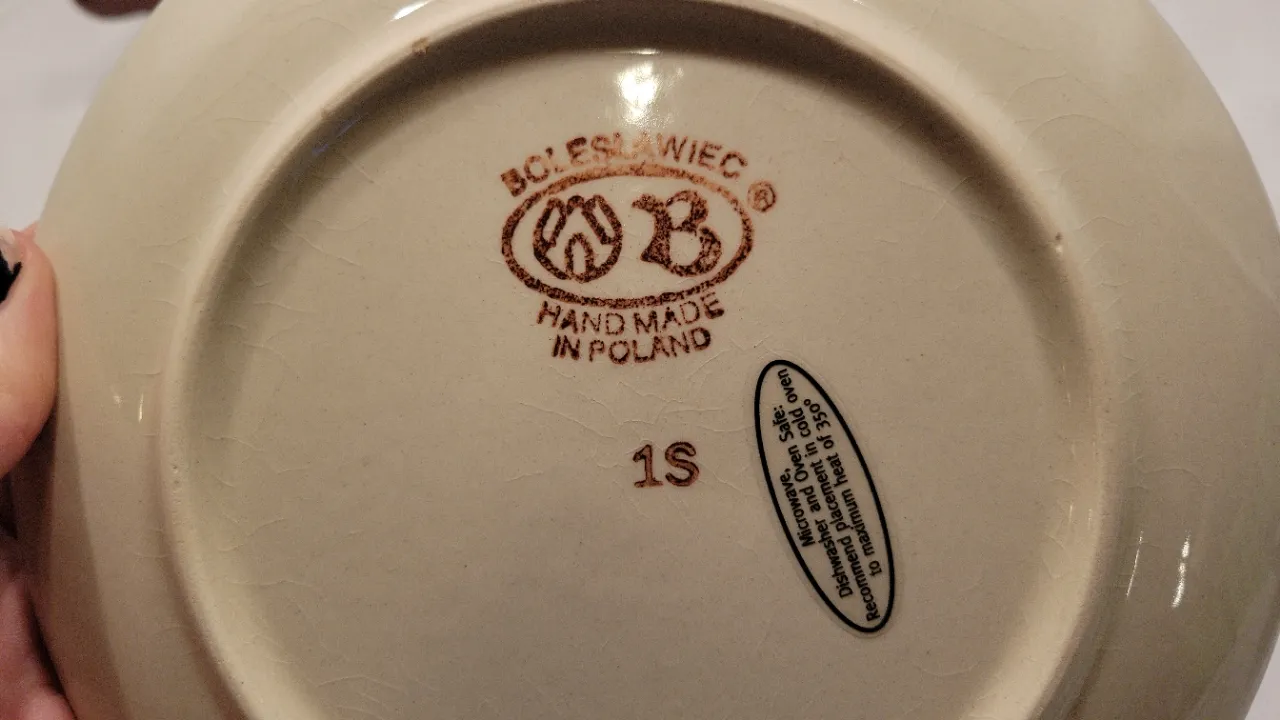 BOLESŁAWIEC
®
B
HAND MADE
IN POLAND
1S
Microwave,
Dishwasher and Oven Safe:
Recommend placement in cold oven
to maximum heat of 350°